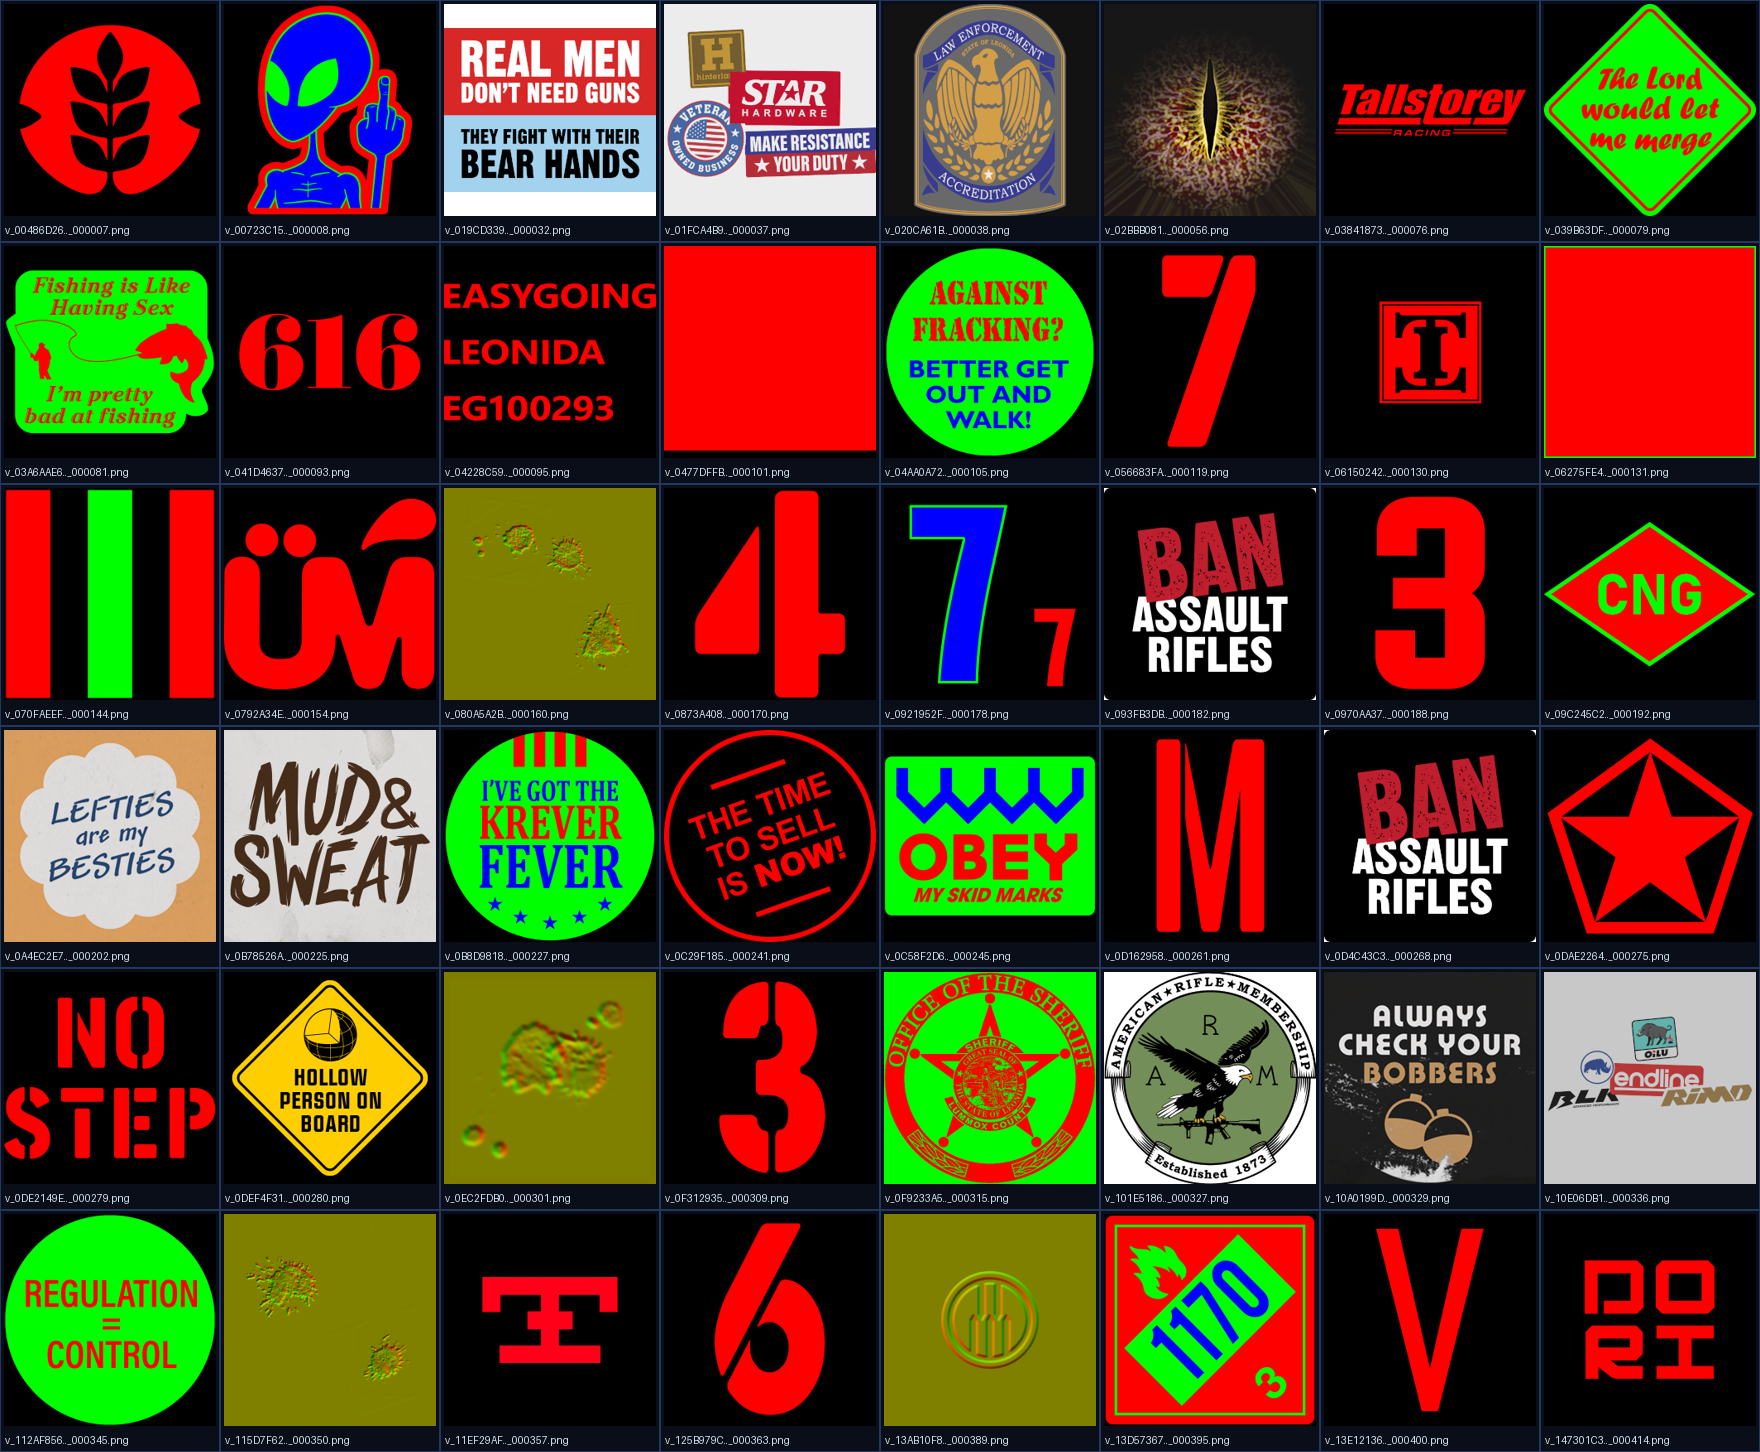 H
hinterland
STAR
HARDWARE
VETERAN
OWNED BUSINESS
MAKE RESISTANCE
YOUR DUTY
REAL MEN
DON'T NEED GUNS
THEY FIGHT WITH THEIR
BEAR HANDS
LAW ENFORCEMENT
STATE OF LEONIDA
ACCREDITATION
Tallstorey
RACING
The Lord
would let
me merge
v_00486D26.._000007.png
v_00723C15.._000008.png
v_019CD339.._000032.png
v_01FCA4B9.._000037.png
v_020CA61B.._000038.png
v_02BBB081.._000056.png
v_03841873.._000076.png
v_039B63DF.._000079.png
Fishing is Like
Having Sex
I'm pretty
bad at fishing
616
EASYGOING
LEONIDA
EG100293
AGAINST
FRACKING?
BETTER GET
OUT AND
WALK!
7
v_03A6AAE6.._000081.png
v_041D4637.._000093.png
v_04228C59.._000095.png
v_0477DFFB.._000101.png
v_04AA0A72.._000105.png
v_056683FA.._000119.png
v_06150242.._000130.png
v_06275FE4.._000131.png
üM
4
7
7
BAN
ASSAULT
RIFLES
3
CNG
v_070FAEEF.._000144.png
v_0792A34E.._000154.png
v_080A5A2B.._000160.png
v_0873A408.._000170.png
v_0921952F.._000178.png
v_093FB3DB.._000182.png
v_0970AA37.._000188.png
v_09C245C2.._000192.png
LEFTIES
are my
BESTIES
MUD&
SWEAT
I'VE GOT THE
KREVER
FEVER
THE TIME
TO SELL
IS NOW!
OBEY
MY SKID MARKS
M
BAN
ASSAULT
RIFLES
v_0A4EC2E7.._000202.png
v_0B78526A.._000225.png
v_0B8D9818.._000227.png
v_0C29F185.._000241.png
v_0C58F2D6.._000245.png
v_0D162958.._000261.png
v_0D4C43C3.._000268.png
v_0DAE2264.._000275.png
NO
STEP
HOLLOW
PERSON ON
BOARD
3
OFFICE OF THE SHERIFF
SHERIFF
LUMMOX COUNTY
AMERICAN★RIFLE★MEMBERSHIP
R
A M
Established 1873
ALWAYS
CHECK YOUR
BOBBERS
OiLU
endline
BLK
RiMO
v_0DE2149E.._000279.png
v_0DEF4F31.._000280.png
v_0EC2FDB0.._000301.png
v_0F312935.._000309.png
v_0F9233A5.._000315.png
v_101E5186.._000327.png
v_10A0199D.._000329.png
v_10E06DB1.._000336.png
REGULATION
=
CONTROL
6
1170
3
V
DO
RI
v_112AF856.._000345.png
v_115D7F62.._000350.png
v_11EF29AF.._000357.png
v_125B979C.._000363.png
v_13AB10F8.._000389.png
v_13D57367.._000395.png
v_13E12136.._000400.png
v_147301C3.._000414.png